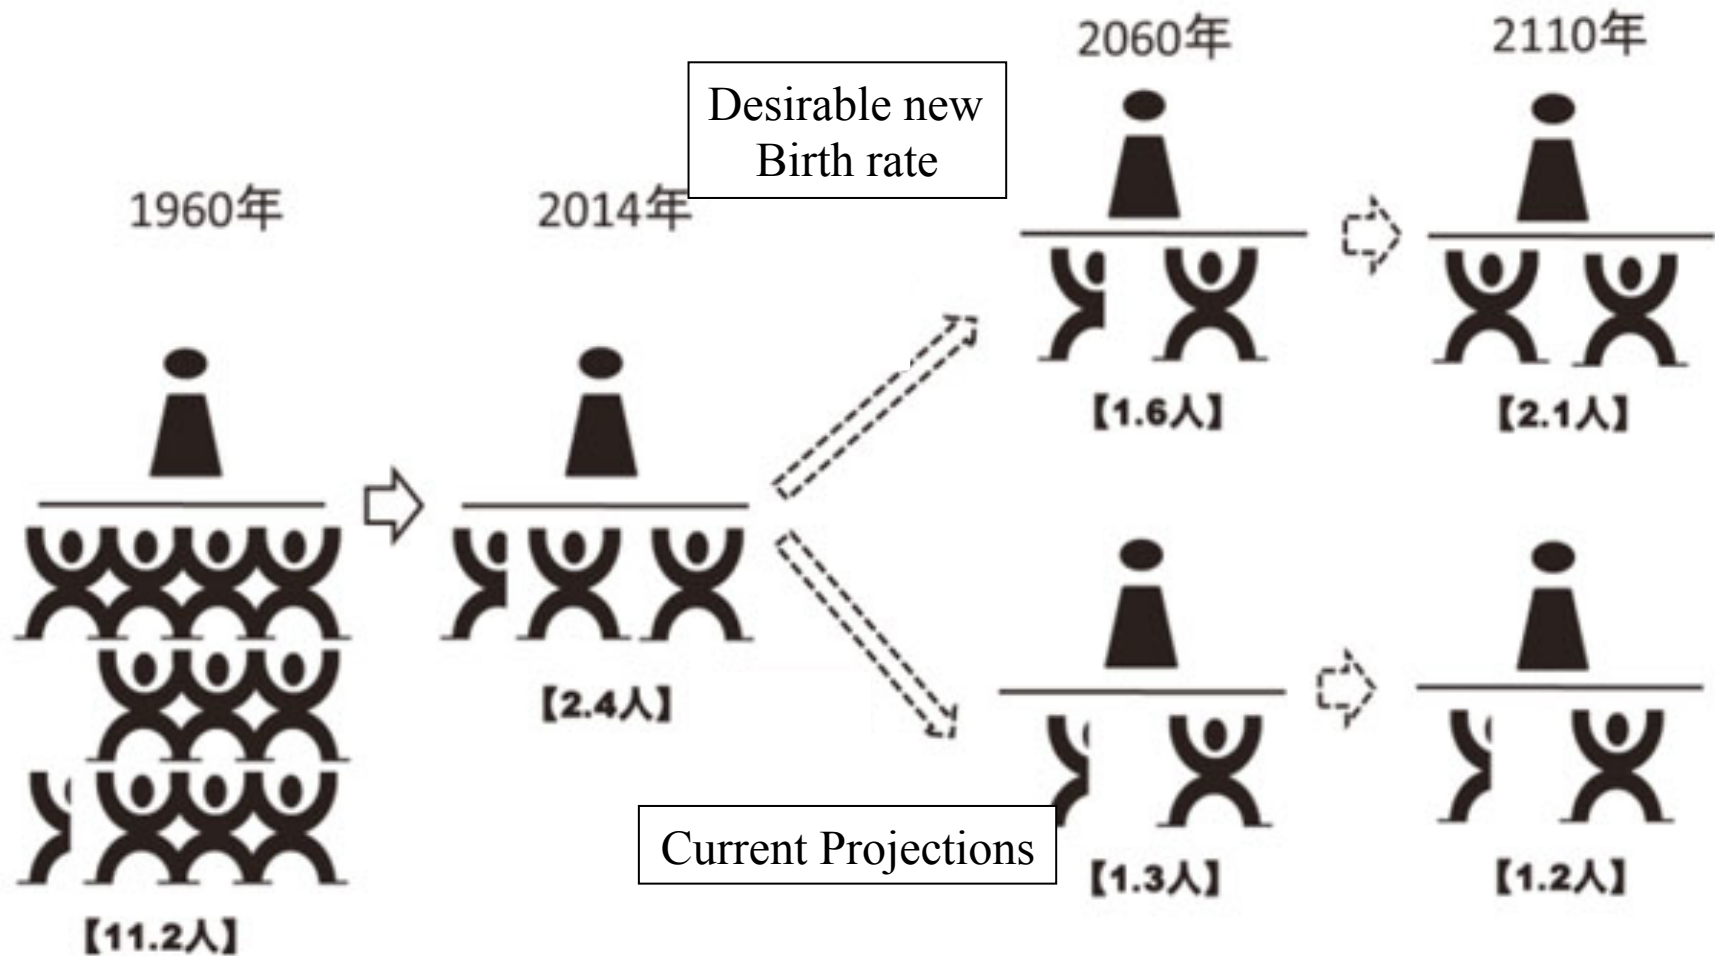 1960年
【11.2人】
2014年
【2.4人】
Desirable new
Birth rate
2060年
【1.6人】
2110年
【2.1人】
Current Projections
【1.3人】
【1.2人】